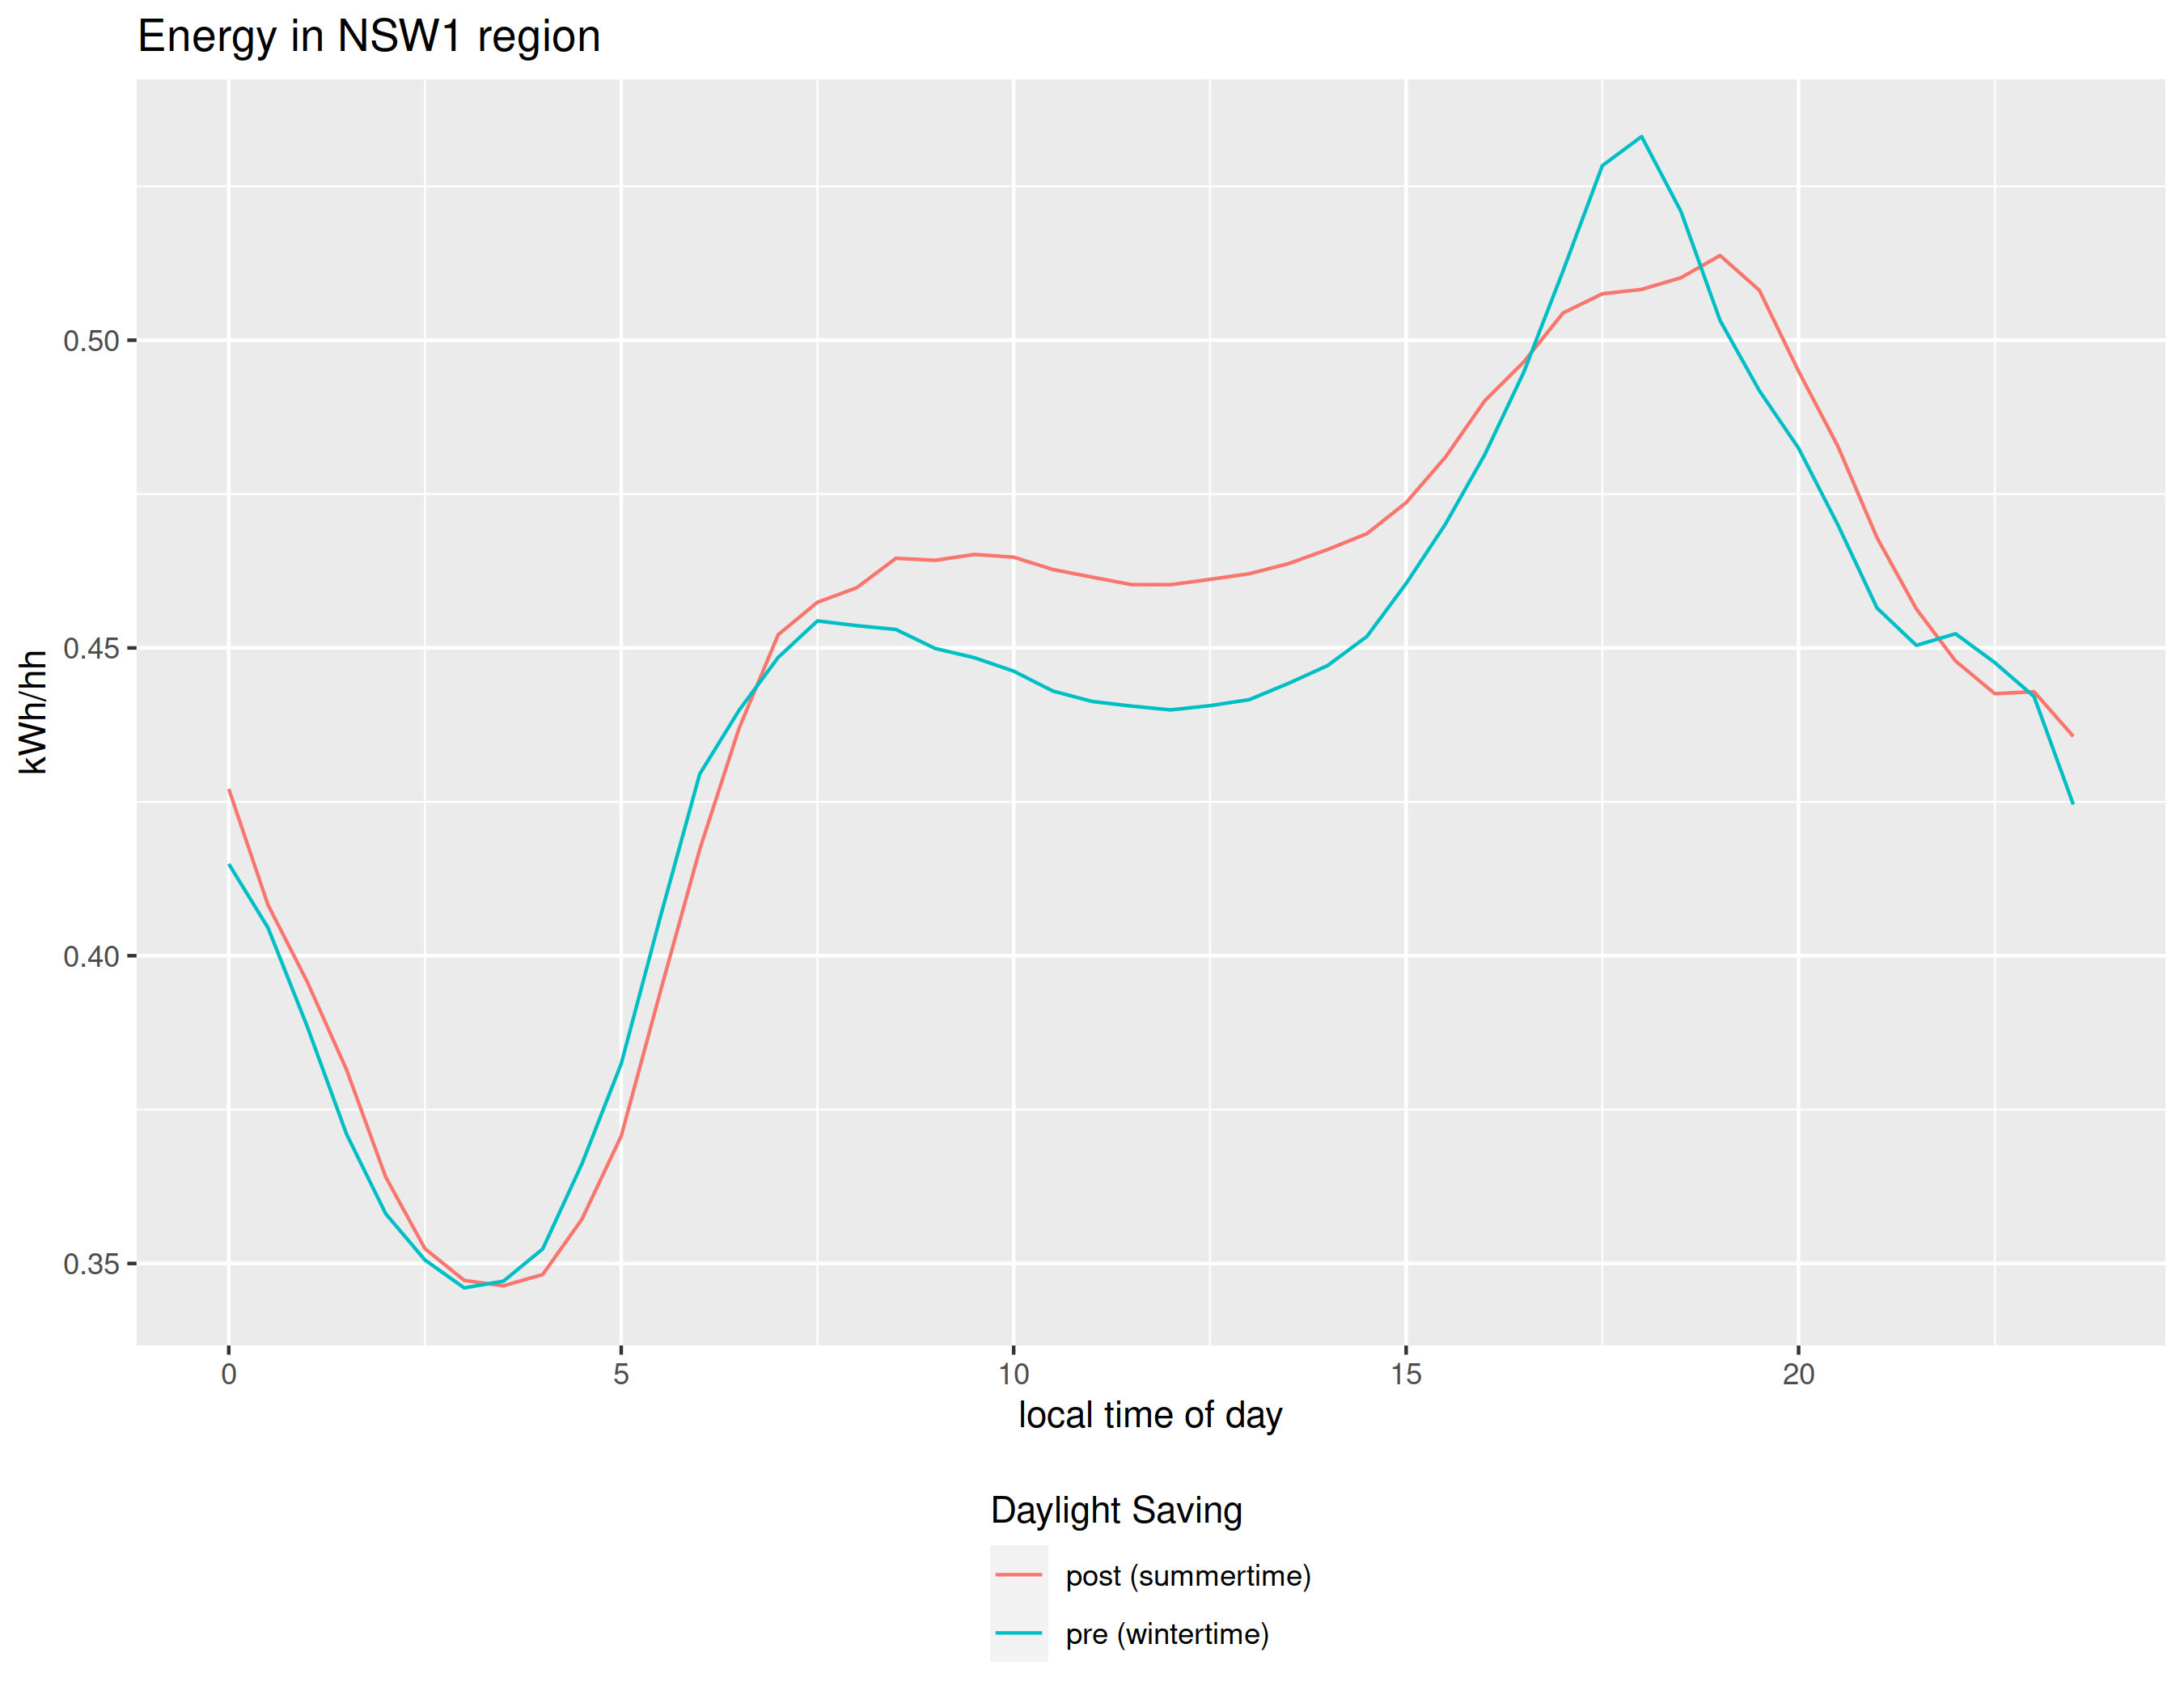 Energy in NSW1 region
kWh/hh
0.50
0.45
0.40
0.35
0 5 10 15 20
local time of day
Daylight Saving
post (summertime)
pre (wintertime)